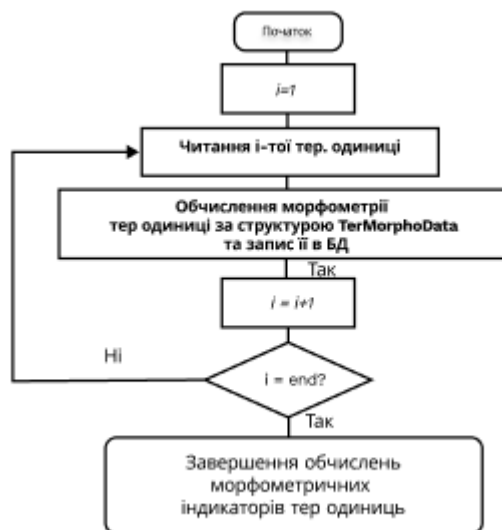 Початок
i=1
Читання i-тої тер. одиниці
Обчислення морфометрії
тер одиниці за структурою TerMorphoData
та запис її в БД
Так
i = i+1
Ні
i = end?
Так
Завершення обчислень
морфометричних
індикаторів тер одиниць